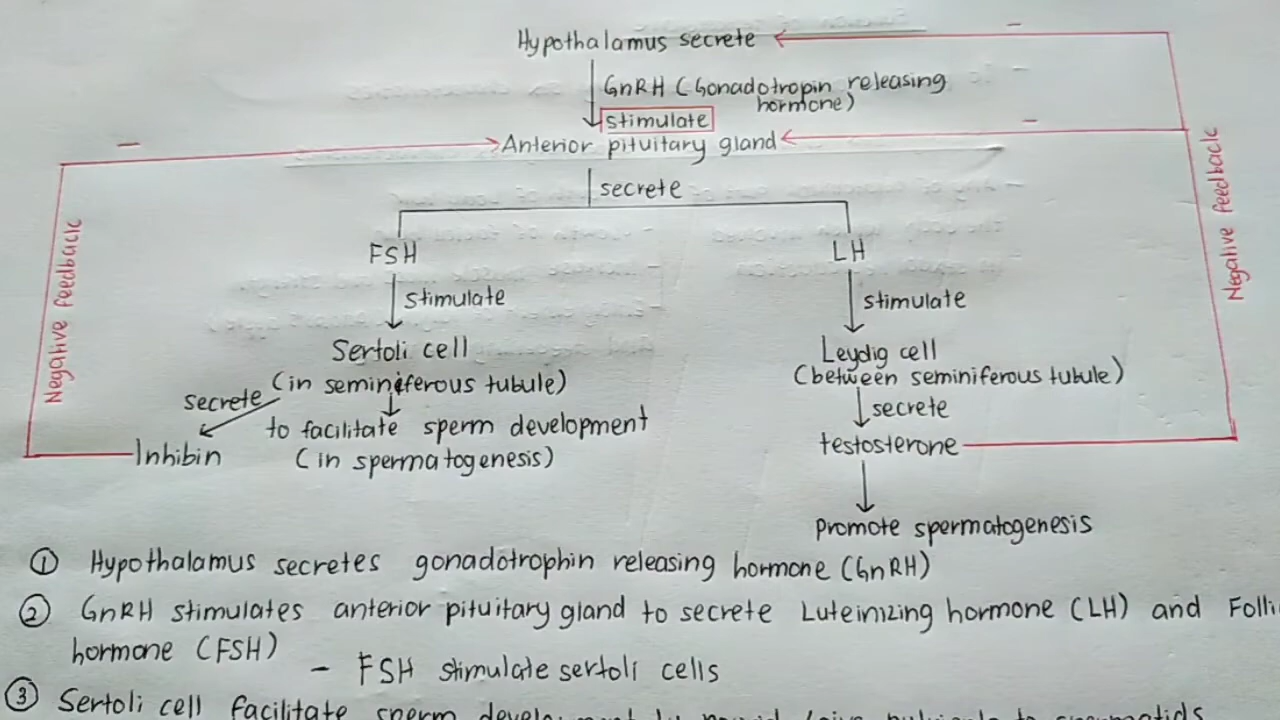 Hypothalamus secrete
GnRH (Gonadotropin releasing
hormone)
stimulate
Anterior pituitary gland
secrete
FSH
LH
stimulate
stimulate
Sertoli cell
(in seminiferous tubule)
Leydig cell
(between seminiferous tubule)
secrete
secrete
to facilitate sperm development
(in spermatogenesis)
Inhibin
testosterone
Promote spermatogenesis
Negative feedback
Negative feedback
① Hypothalamus secretes gonadotrophin releasing hormone (GnRH)
② GnRH stimulates anterior pituitary gland to secrete Luteinizing hormone (LH) and Folli
hormone (FSH)
- FSH stimulate sertoli cells
③ Sertoli cell facilitate sperm